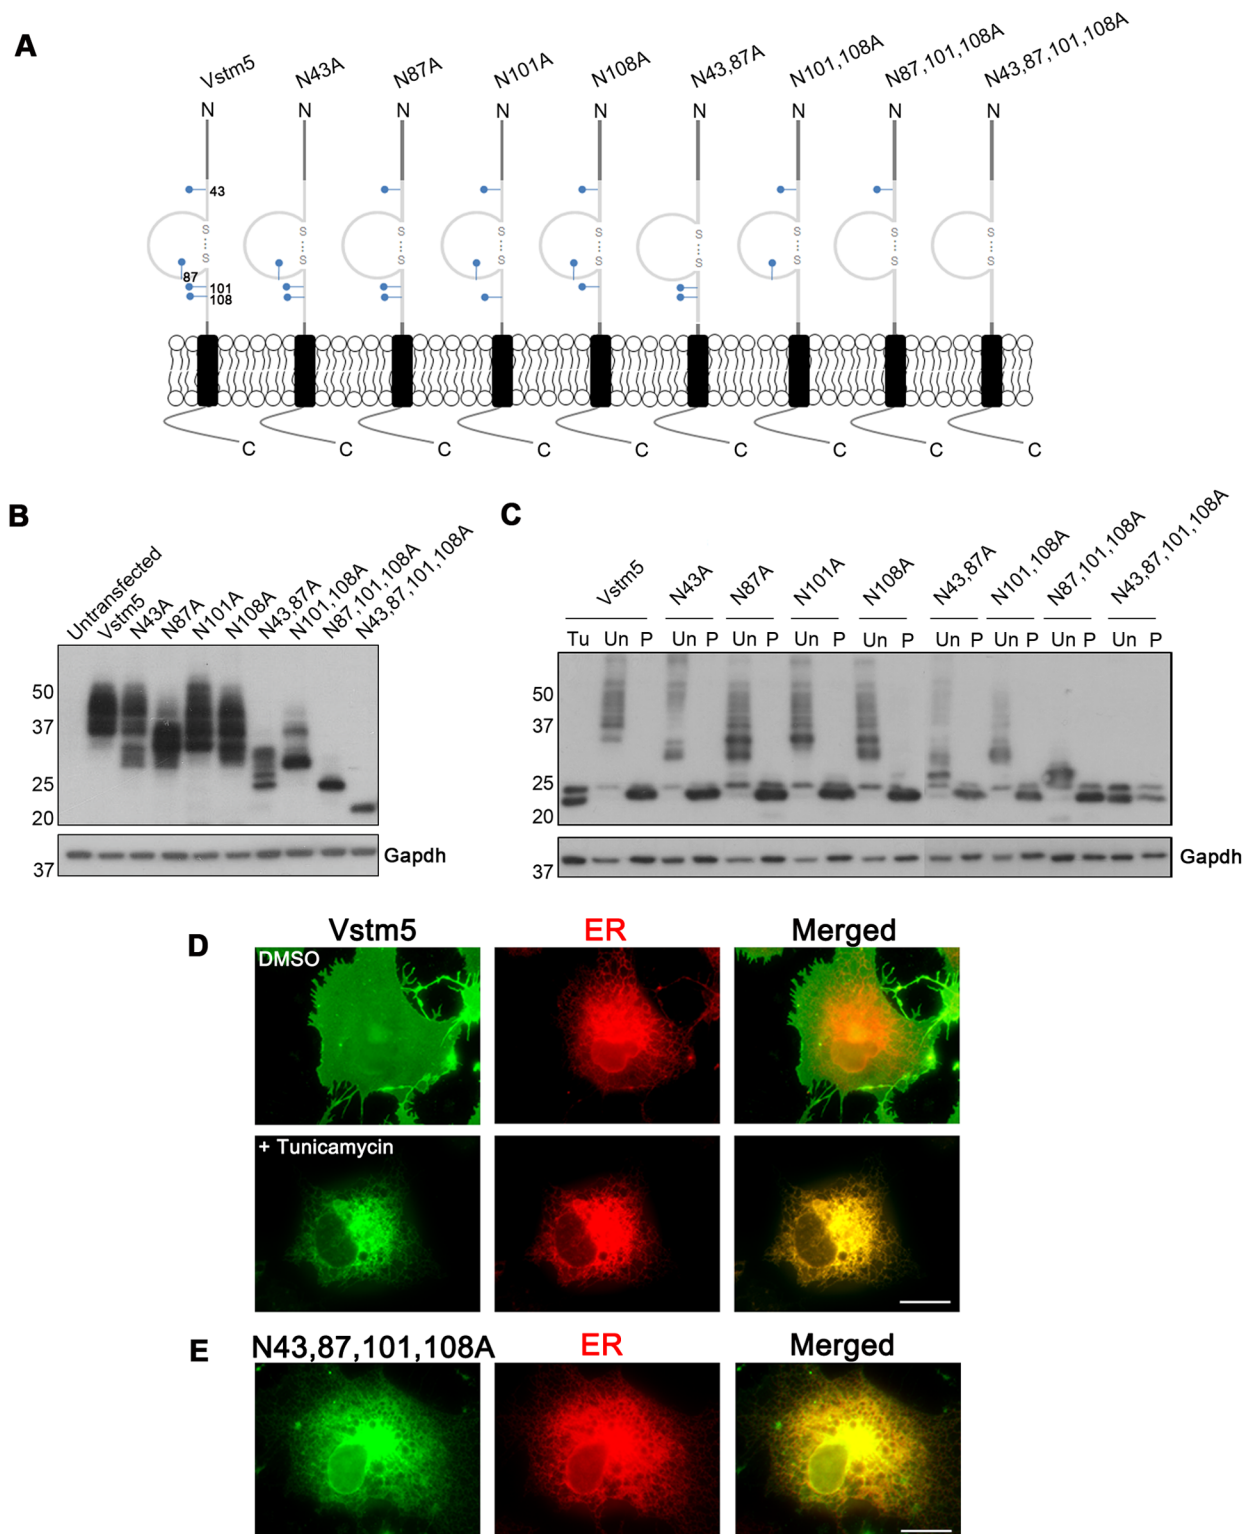 A
Vstm5 N43A N87A N101A N108A N43,87A N101,108A N87,101,108A N43,87,101,108A
N N N N N N N N N
43
S S S S S S S S S
S S S S S S S S S
87
101
108
C C C C C C C C C
B
Untransfected Vstm5 N43A N87A N101A N108A N43,87A N101,108A N87,101,108A N43,87,101,108A
50
37
25
20
37
Gapdh
C
Vstm5 N43A N87A N101A N108A N43,87A N101,108A N87,101,108A N43,87,101,108A
Tu Un P Un P Un P Un P Un P Un P Un P Un P Un P
50
37
25
20
37
Gapdh
D
Vstm5 ER Merged
DMSO
+ Tunicamycin
E
N43,87,101,108A ER Merged